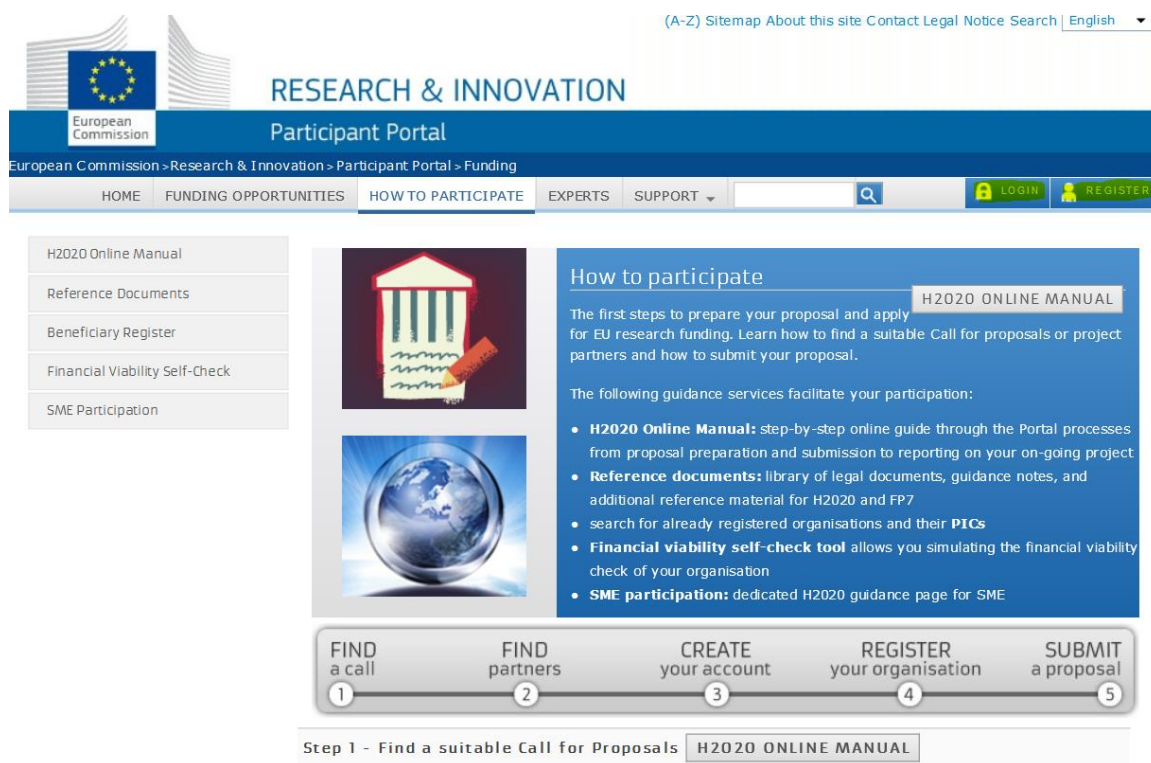 (A-Z) Sitemap About this site Contact Legal Notice Search | English
RESEARCH & INNOVATION
European
Commission
Participant Portal
European Commission >Research & Innovation > Participant Portal > Funding
HOME FUNDING OPPORTUNITIES HOW TO PARTICIPATE EXPERTS SUPPORT LOGIN REGISTER
H2020 Online Manual
Reference Documents
Beneficiary Register
Financial Viability Self-Check
SME Participation
How to participate
H2020 ONLINE MANUAL
The first steps to prepare your proposal and apply
for EU research funding. Learn how to find a suitable Call for proposals or project
partners and how to submit your proposal.
The following guidance services facilitate your participation:
• H2020 Online Manual: step-by-step online guide through the Portal processes
from proposal preparation and submission to reporting on your on-going project
• Reference documents: library of legal documents, guidance notes, and
additional reference material for H2020 and FP7
• search for already registered organisations and their PICs
• Financial viability self-check tool allows you simulating the financial viability
check of your organisation
• SME participation: dedicated H2020 guidance page for SME
FIND FIND CREATE REGISTER SUBMIT
a call partners your account your organisation a proposal
1 2 3 4 5
Step 1 - Find a suitable Call for Proposals H2020 ONLINE MANUAL